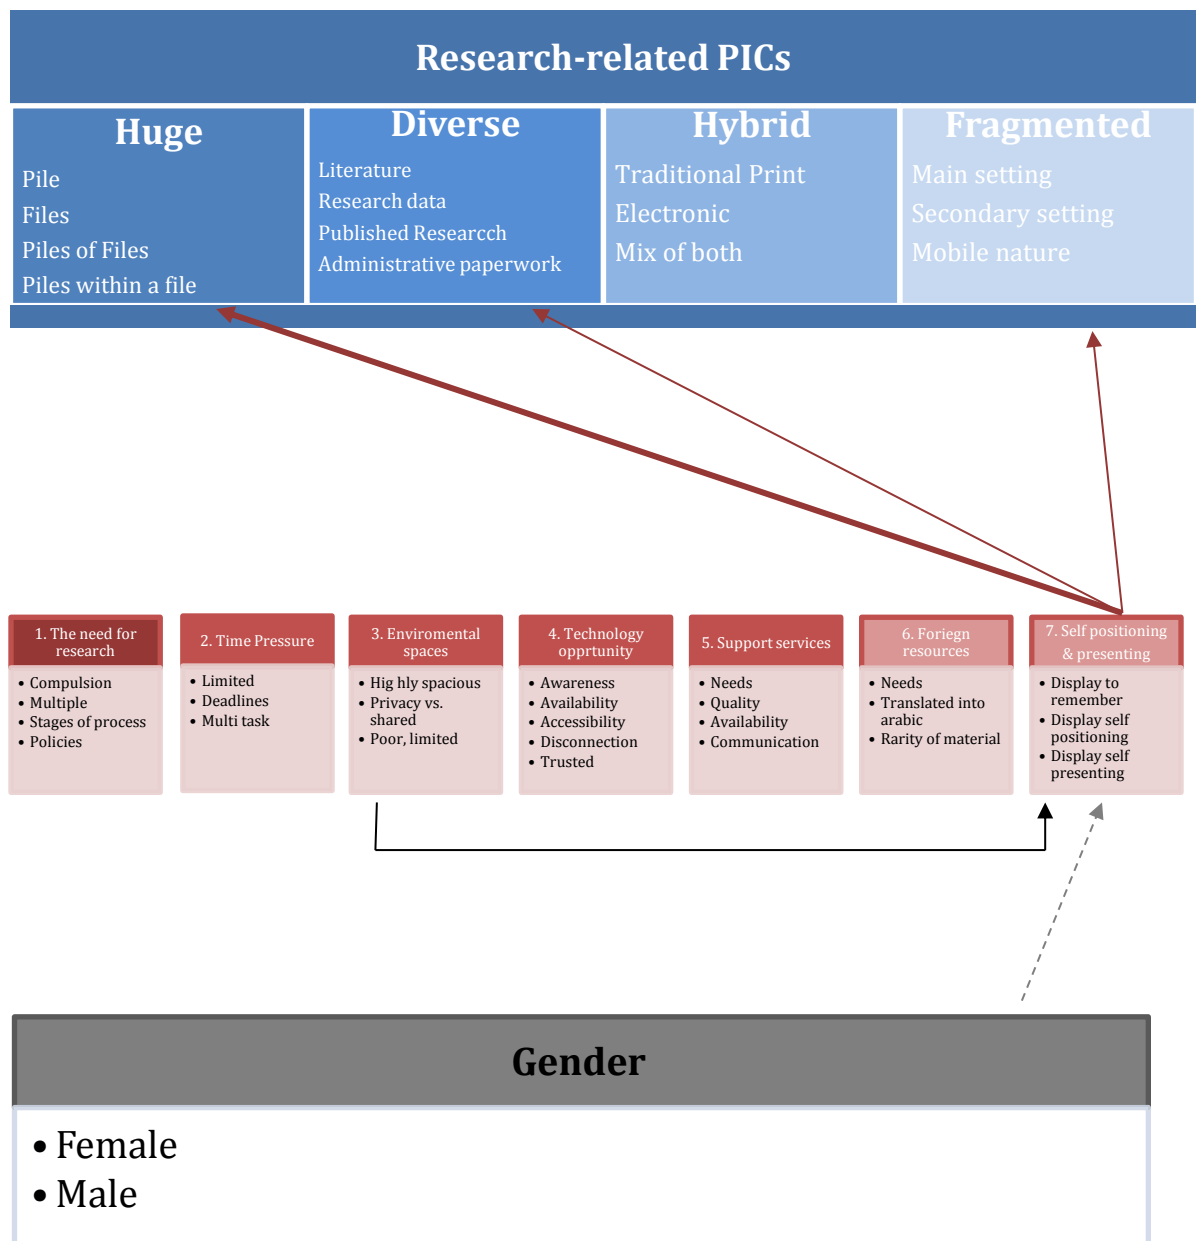 Research-related PICs
Huge
Pile
Files
Piles of Files
Piles within a file
Diverse
Literature
Research data
Published Researcch
Administrative paperwork
Hybrid
Traditional Print
Electronic
Mix of both
Fragmented
Main setting
Secondary setting
Mobile nature
1. The need for
research
• Compulsion
• Multiple
• Stages of process
• Policies
2. Time Pressure
• Limited
• Deadlines
• Multi task
3. Enviromental
spaces
• Hig hly spacious
• Privacy vs.
shared
• Poor, limited
4. Technology
opprtunity
• Awareness
• Availability
• Accessibility
• Disconnection
• Trusted
5. Support services
• Needs
• Quality
• Availability
• Communication
6. Foriegn
resources
• Needs
• Translated into
arabic
• Rarity of material
7. Self positioning
& presenting
• Display to
remember
• Display self
positioning
• Display self
presenting
Gender
• Female
• Male